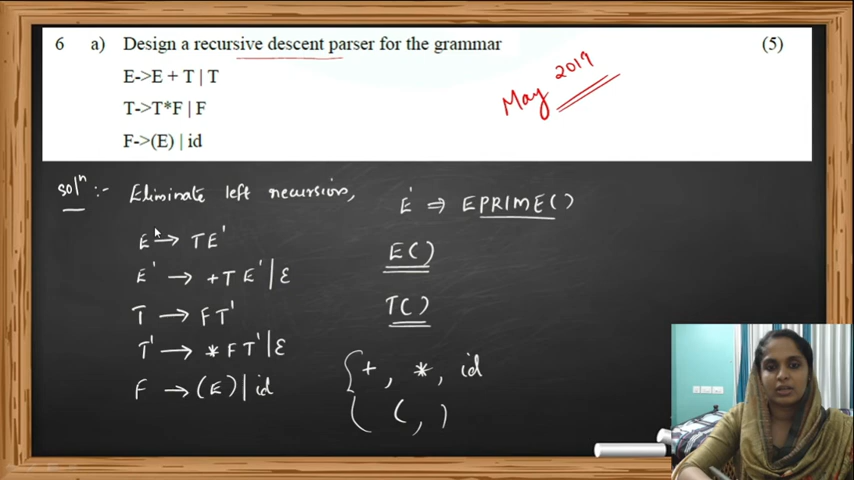 6 a) Design a recursive descent parser for the grammar (5)
E->E + T | T
T->T*F | F
F->(E) | id
May 2019
Solⁿ :- Eliminate left recursion,
E → TE'
E' → +TE' | ε
T → FT'
T' → *FT' | ε
F → (E) | id
E' ⇒ EPRIME()
E()
T()
{ +, *, id
( (, )